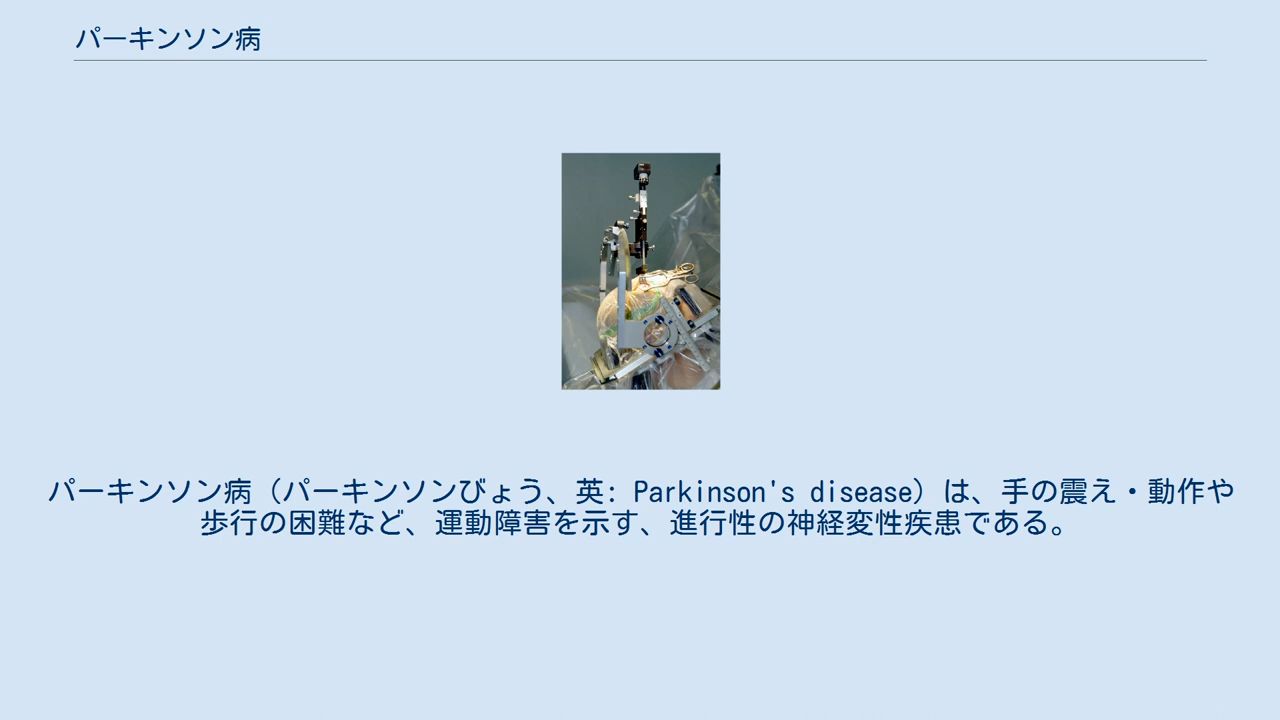 パーキンソン病
パーキンソン病（パーキンソンびょう、英: Parkinson's disease）は、手の震え・動作や
歩行の困難など、運動障害を示す、進行性の神経変性疾患である。